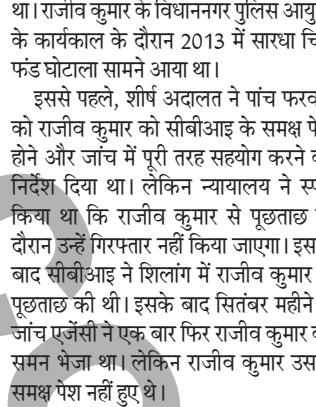 था। राजीव कुमार के विधाननगर पुलिस आयु
के कार्यकाल के दौरान 2013 में सारधा चि
फंड घोटाला सामने आया था।
इससे पहले, शीर्ष अदालत ने पांच फरव
को राजीव कुमार को सीबीआइ के समक्ष पे
होने और जांच में पूरी तरह सहयोग करने व
निर्देश दिया था। लेकिन न्यायालय ने स्प
किया था कि राजीव कुमार से पूछताछ
दौरान उन्हें गिरफ्तार नहीं किया जाएगा। इस
बाद सीबीआइ ने शिलांग में राजीव कुमार
पूछताछ की थी। इसके बाद सितंबर महीने
जांच एजेंसी ने एक बार फिर राजीव कुमार व
समन भेजा था। लेकिन राजीव कुमार उस
समक्ष पेश नहीं हुए थे।